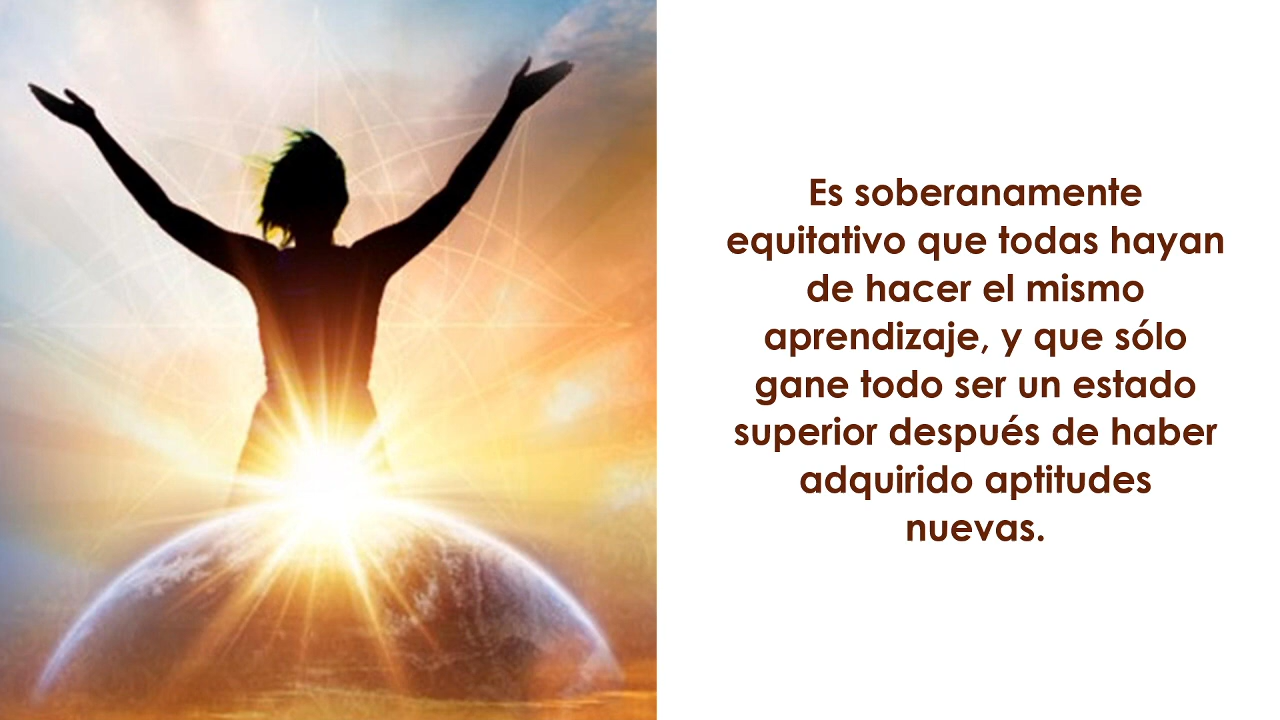 Es soberanamente
equitativo que todas hayan
de hacer el mismo
aprendizaje, y que sólo
gane todo ser un estado
superior después de haber
adquirido aptitudes
nuevas.